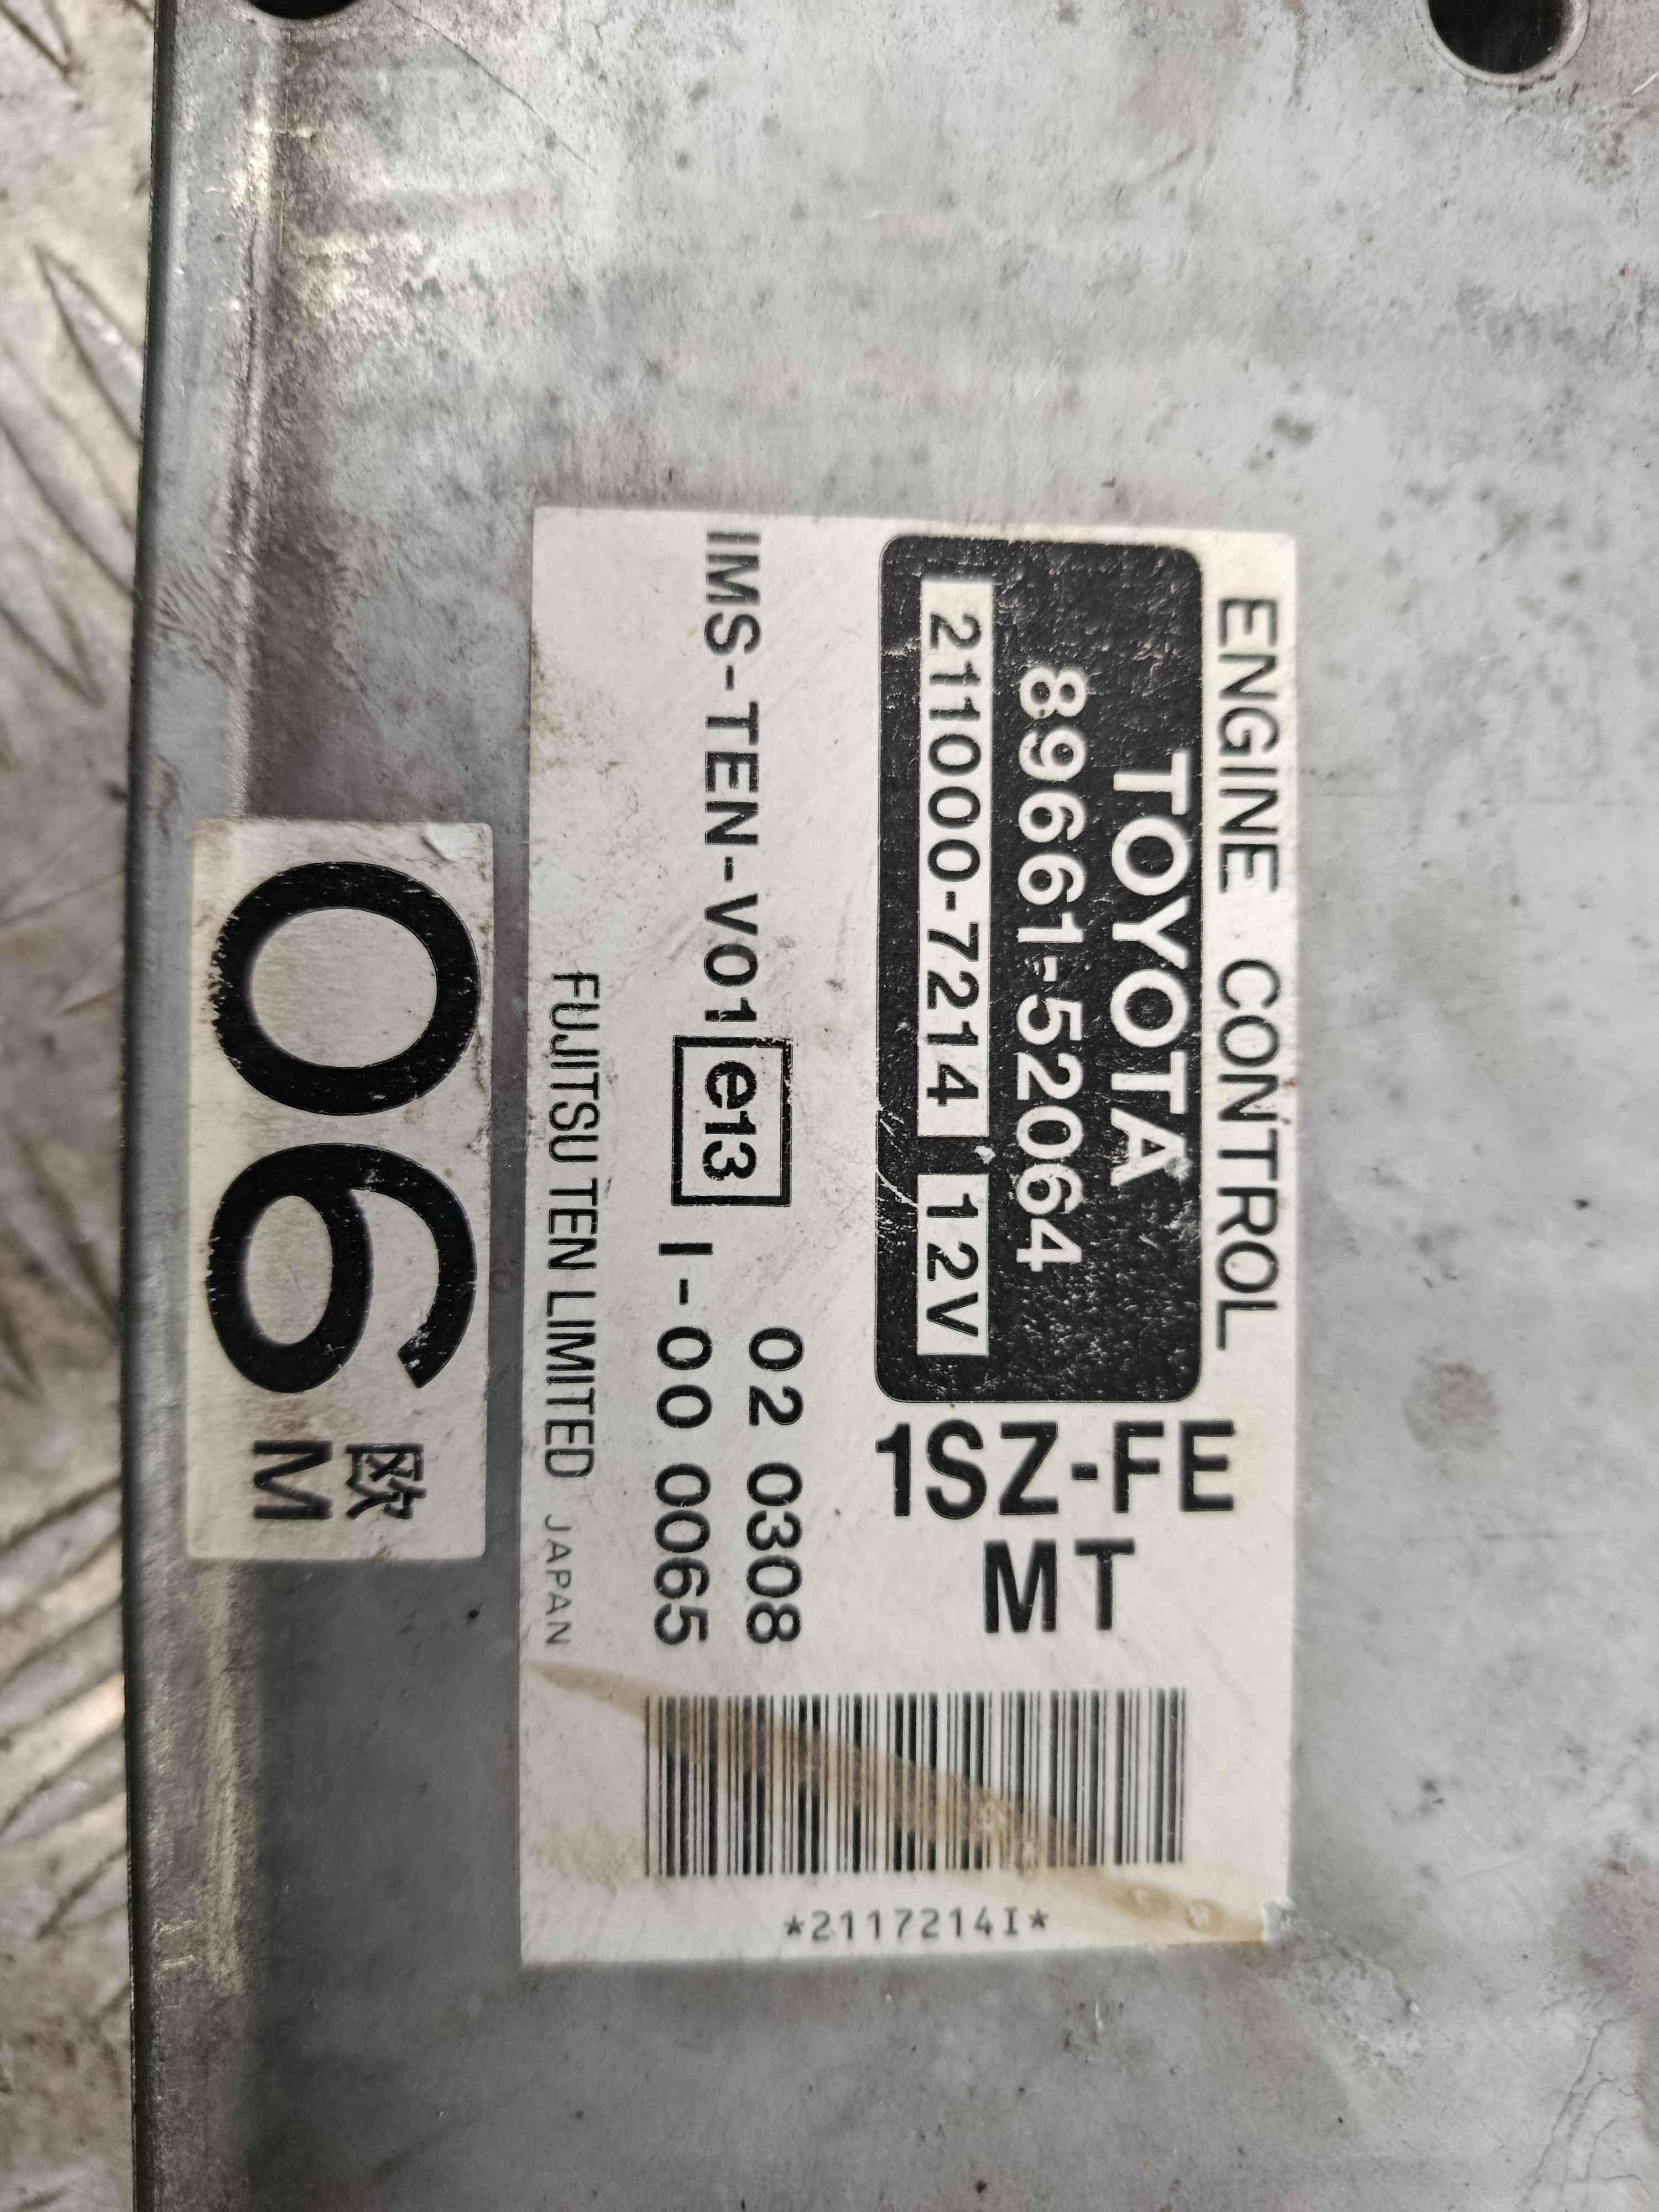 ENGINE CONTROL
TOYOTA
89661-52064
211000-7214 12V
1SZ-FE
MT
IMS-TEN-V01 e13 02 0308
I-00 0065
FUJITSU TEN LIMITED JAPAN
*2117214I*
06 欧
M